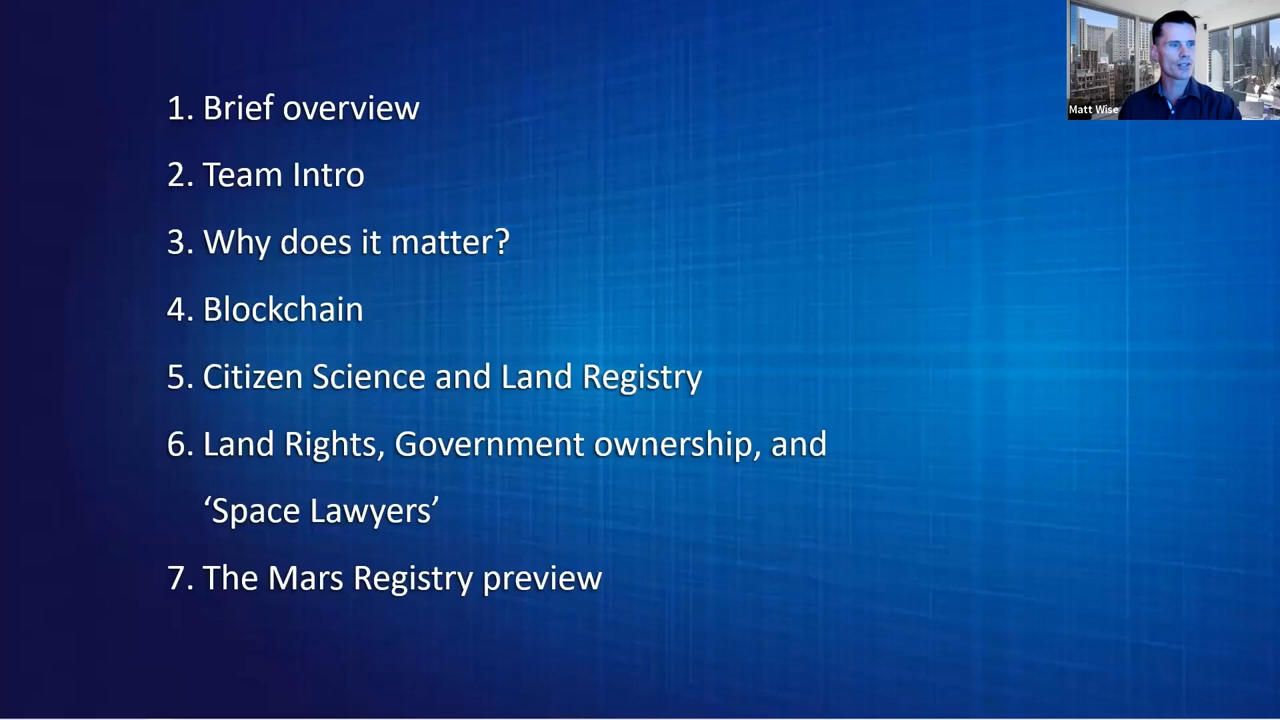 1. Brief overview
2. Team Intro
3. Why does it matter?
4. Blockchain
5. Citizen Science and Land Registry
6. Land Rights, Government ownership, and
‘Space Lawyers’
7. The Mars Registry preview
Matt Wise